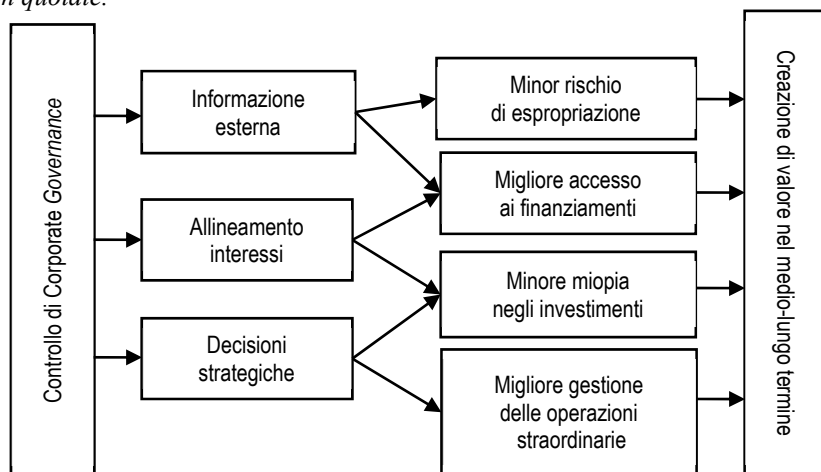 quotate.
Controllo di Corporate Governance
Informazione
esterna
Allineamento
interessi
Decisioni
strategiche
Minor rischio
di espropriazione
Migliore accesso
ai finanziamenti
Minore miopia
negli investimenti
Migliore gestione
delle operazioni
straordinarie
Creazione di valore nel medio-lungo termine